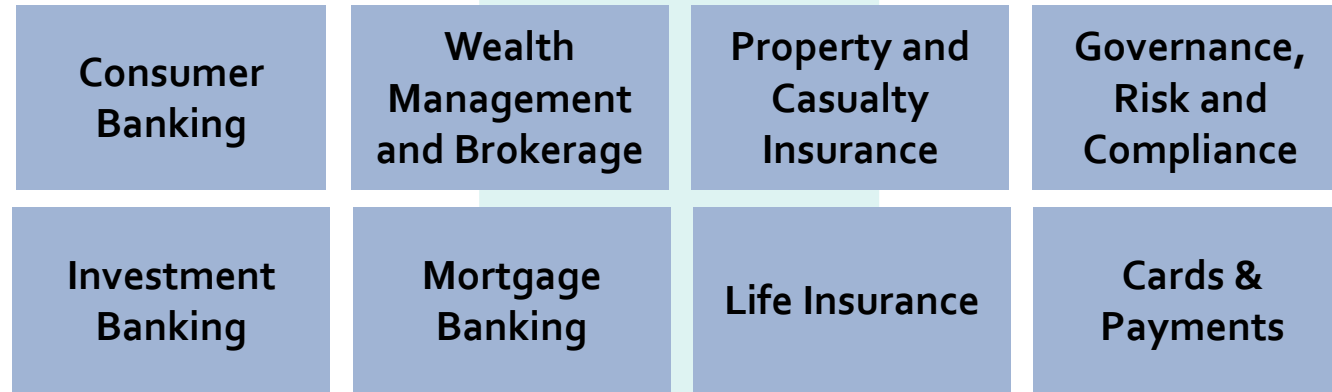 Consumer
Banking
Wealth
Management
and Brokerage
Property and
Casualty
Insurance
Governance,
Risk and
Compliance
Investment
Banking
Mortgage
Banking
Life Insurance
Cards &
Payments